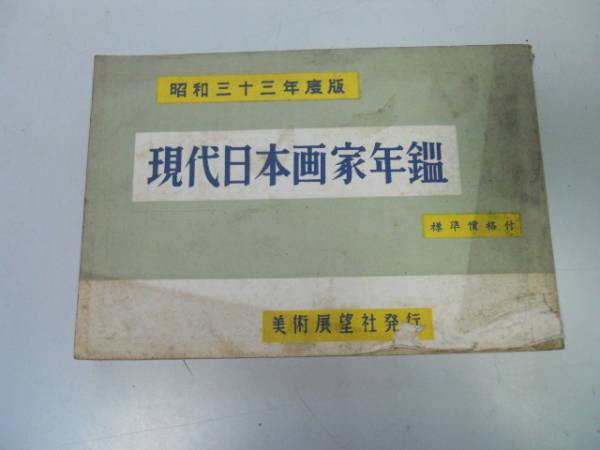 昭和三十三年度版
現代日本画家年鑑
標準價格付
美術展望社発行